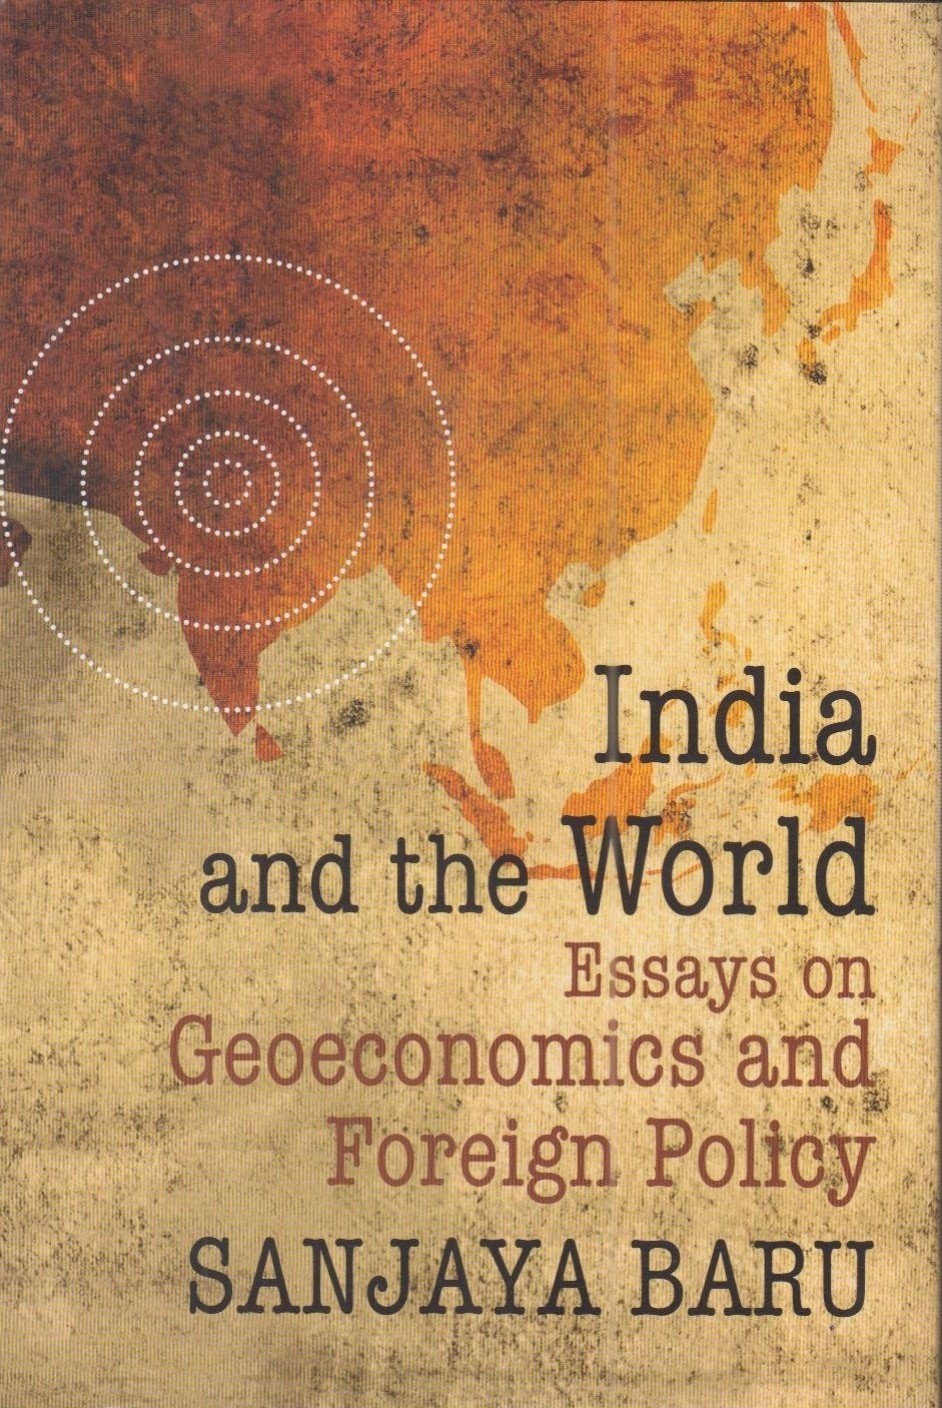 India
and the World
Essays on
Geoeconomics and
Foreign Policy
SANJAYA BARU